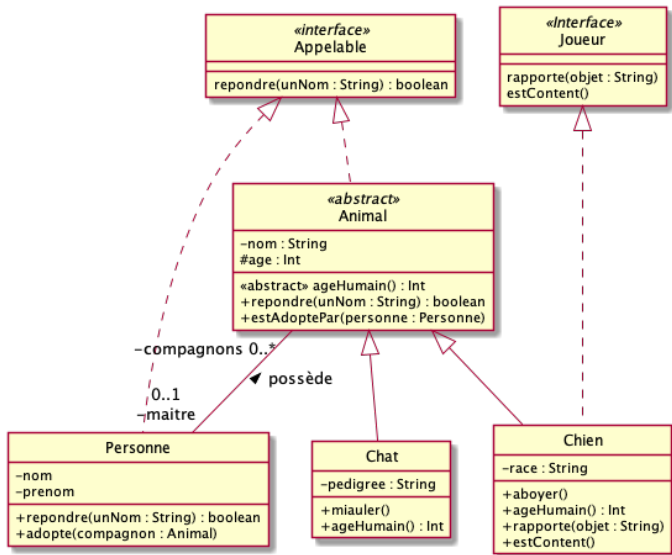 «interface»
Appelable
repondre(unNom : String) : boolean
«Interface»
Joueur
rapporte(objet : String)
estContent()
«abstract»
Animal
-nom : String
#age : Int
«abstract» ageHumain() : Int
+repondre(unNom : String) : boolean
+estAdoptePar(personne : Personne)
-compagnons 0..*
possède
0..1
-maitre
Personne
-nom
-prenom
+repondre(unNom : String) : boolean
+adopte(compagnon : Animal)
Chat
-pedigree : String
+miauler()
+ageHumain() : Int
Chien
-race : String
+aboyer()
+ageHumain() : Int
+rapporte(objet : String)
+estContent()